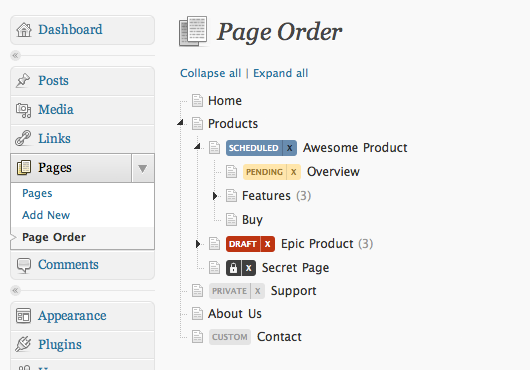 Dashboard
Posts
Media
Links
Pages
Pages
Add New
Page Order
Comments
Appearance
Plugins
Page Order
Collapse all | Expand all
Home
Products
SCHEDULED X Awesome Product
PENDING X Overview
Features (3)
Buy
DRAFT X Epic Product (3)
X Secret Page
PRIVATE X Support
About Us
CUSTOM Contact